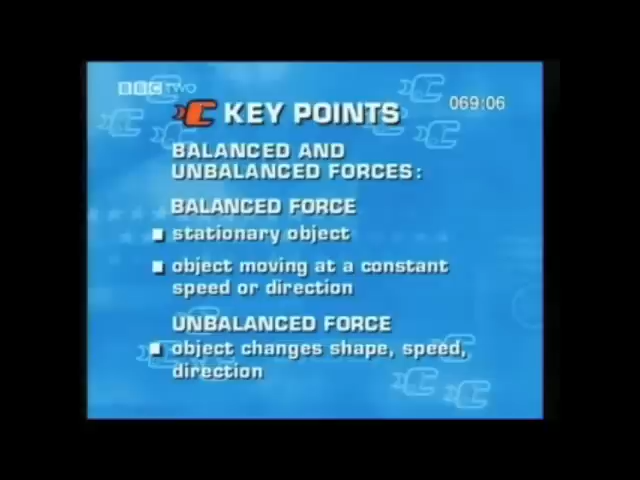 BBC TWO
KEY POINTS
069:06
BALANCED AND
UNBALANCED FORCES:
BALANCED FORCE
stationary object
object moving at a constant
speed or direction
UNBALANCED FORCE
object changes shape, speed,
direction